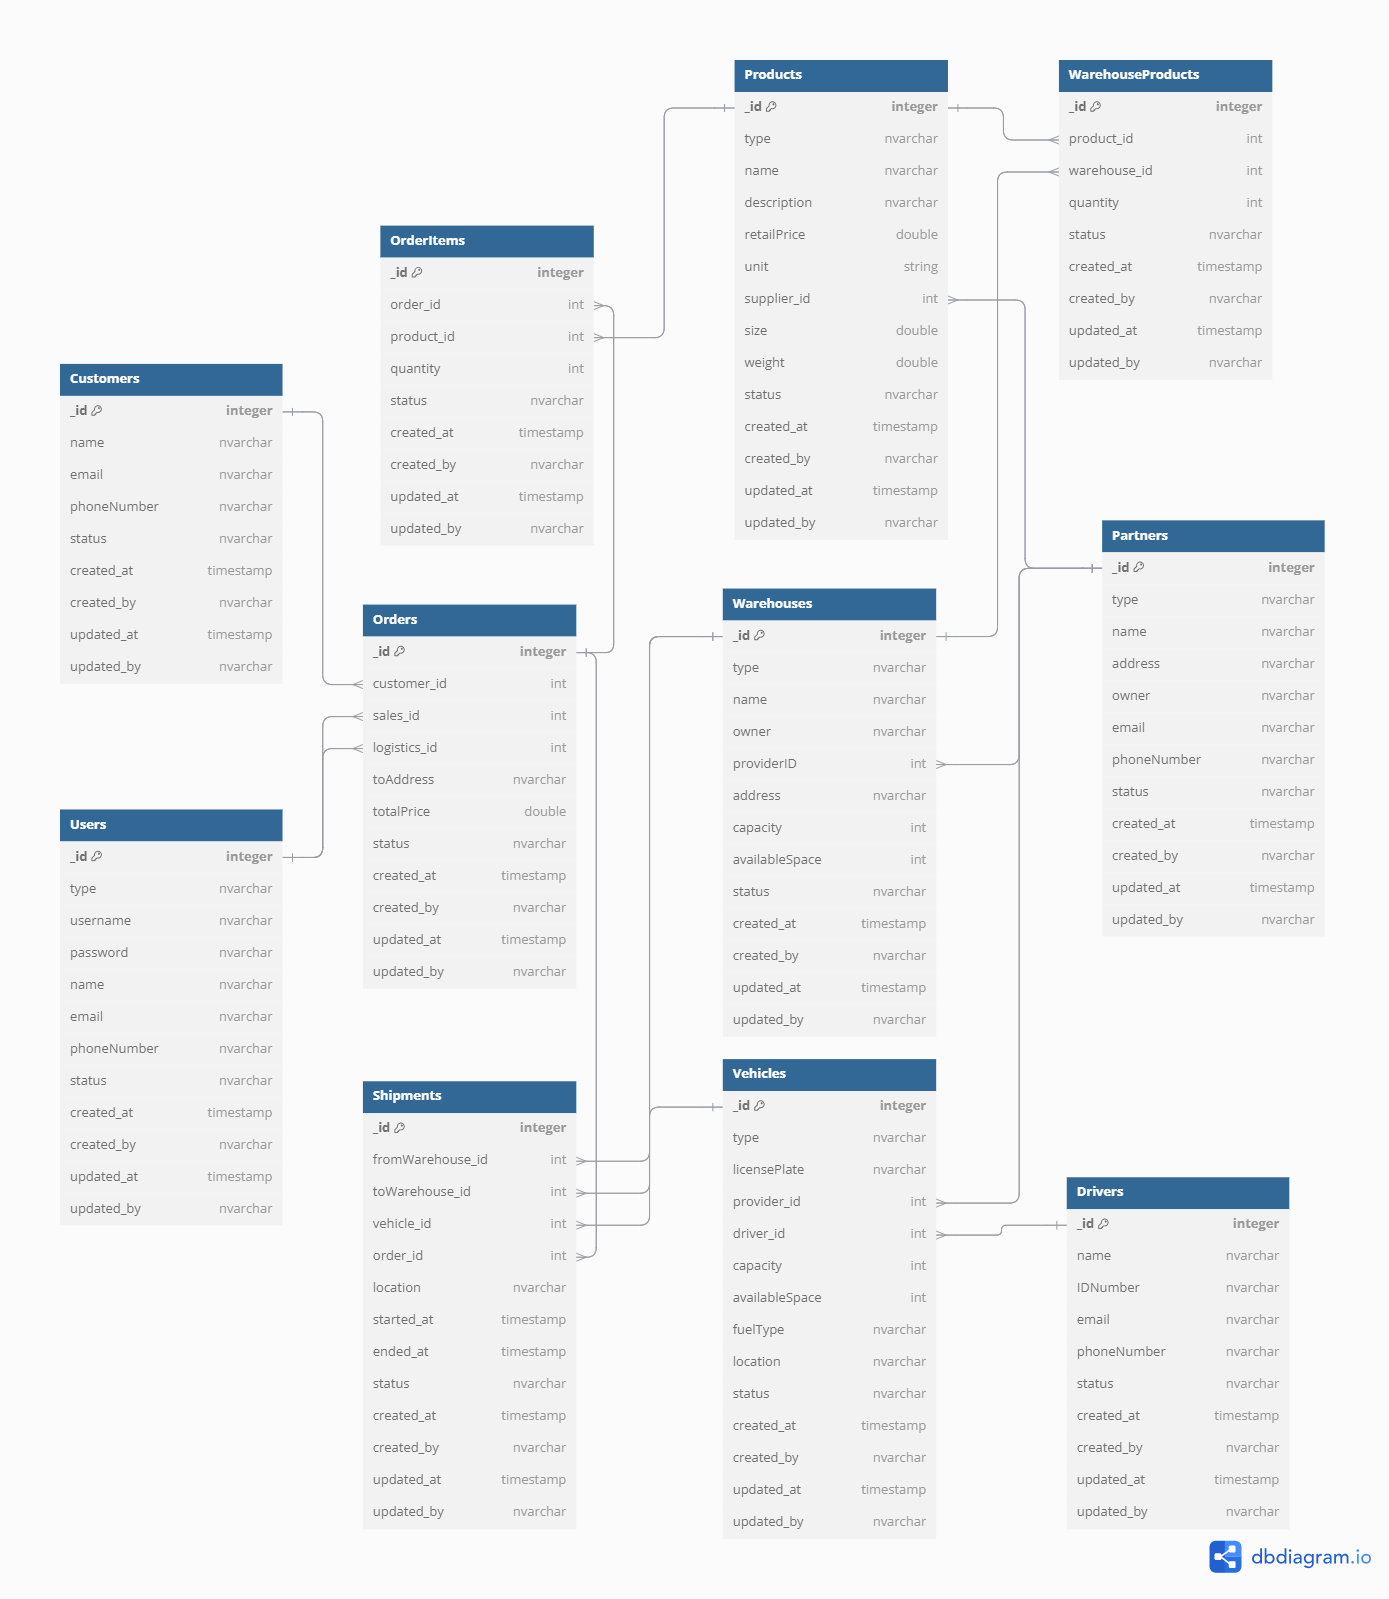 Products
_id integer
type nvarchar
name nvarchar
description nvarchar
retailPrice double
unit string
supplier_id int
size double
weight double
status nvarchar
created_at timestamp
created_by nvarchar
updated_at timestamp
updated_by nvarchar
WarehouseProducts
_id integer
product_id int
warehouse_id int
quantity int
status nvarchar
created_at timestamp
created_by nvarchar
updated_at timestamp
updated_by nvarchar
OrderItems
_id integer
order_id int
product_id int
quantity int
status nvarchar
created_at timestamp
created_by nvarchar
updated_at timestamp
updated_by nvarchar
Customers
_id integer
name nvarchar
email nvarchar
phoneNumber nvarchar
status nvarchar
created_at timestamp
created_by nvarchar
updated_at timestamp
updated_by nvarchar
Partners
_id integer
type nvarchar
name nvarchar
address nvarchar
owner nvarchar
email nvarchar
phoneNumber nvarchar
status nvarchar
created_at timestamp
created_by nvarchar
updated_at timestamp
updated_by nvarchar
Warehouses
_id integer
type nvarchar
name nvarchar
owner nvarchar
providerID int
address nvarchar
capacity int
availableSpace int
status nvarchar
created_at timestamp
created_by nvarchar
updated_at timestamp
updated_by nvarchar
Orders
_id integer
customer_id int
sales_id int
logistics_id int
toAddress nvarchar
totalPrice double
status nvarchar
created_at timestamp
created_by nvarchar
updated_at timestamp
updated_by nvarchar
Users
_id integer
type nvarchar
username nvarchar
password nvarchar
name nvarchar
email nvarchar
phoneNumber nvarchar
status nvarchar
created_at timestamp
created_by nvarchar
updated_at timestamp
updated_by nvarchar
Shipments
_id integer
fromWarehouse_id int
toWarehouse_id int
vehicle_id int
order_id int
location nvarchar
started_at timestamp
ended_at timestamp
status nvarchar
created_at timestamp
created_by nvarchar
updated_at timestamp
updated_by nvarchar
Vehicles
_id integer
type nvarchar
licensePlate nvarchar
provider_id int
driver_id int
capacity int
availableSpace int
fuelType nvarchar
location nvarchar
status nvarchar
created_at timestamp
created_by nvarchar
updated_at timestamp
updated_by nvarchar
Drivers
_id integer
name nvarchar
IDNumber nvarchar
email nvarchar
phoneNumber nvarchar
status nvarchar
created_at timestamp
created_by nvarchar
updated_at timestamp
updated_by nvarchar
dbdiagram.io